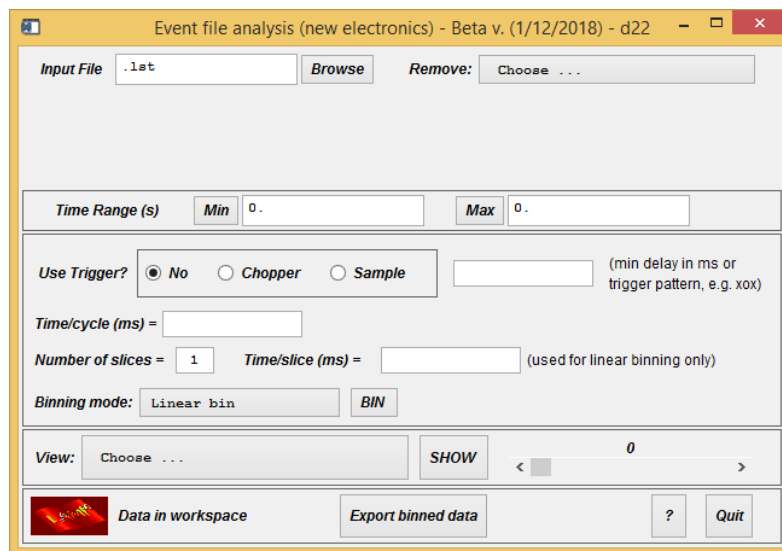 Event file analysis (new electronics) - Beta v. (1/12/2018) - d22
Input File .lst Browse Remove: Choose ...
Time Range (s) Min 0. Max 0.
Use Trigger? No Chopper Sample (min delay in ms or
trigger pattern, e.g. xox)
Time/cycle (ms) =
Number of slices = 1 Time/slice (ms) = (used for linear binning only)
Binning mode: Linear bin BIN
View: Choose ... SHOW 0
Data in workspace Export binned data ? Quit